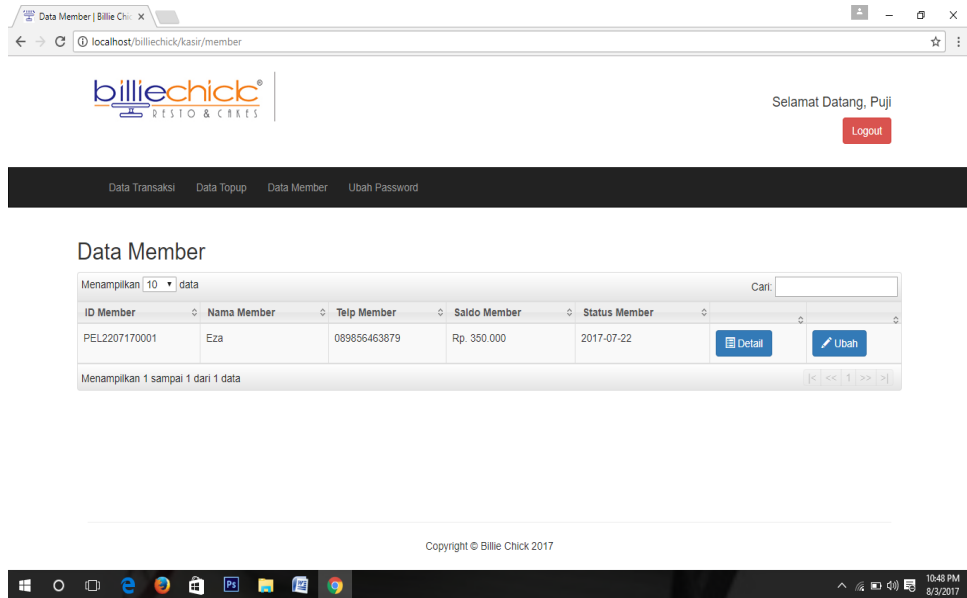 Data Member | Billie Chic
localhost/billiechick/kasir/member
billiechick®
RESTO & CAKES
Selamat Datang, Puji
Logout
Data Transaksi Data Topup Data Member Ubah Password
Data Member
Menampilkan 10 data
Cari:
ID Member Nama Member Telp Member Saldo Member Status Member
PEL2207170001 Eza 089856463879 Rp. 350.000 2017-07-22 Detail Ubah
Menampilkan 1 sampai 1 dari 1 data
|< << 1 >> >|
Copyright © Billie Chick 2017
Ps
10:48 PM
8/3/2017